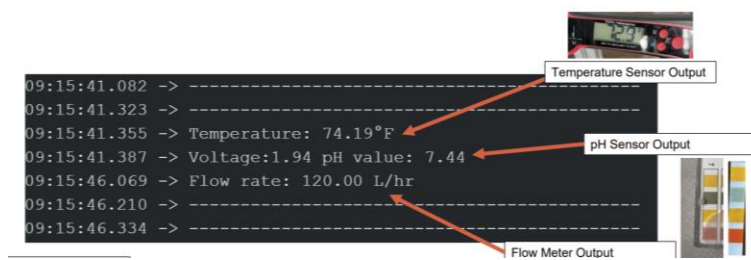 Temperature Sensor Output
09:15:41.082 -> --------------------------------------------------
09:15:41.323 -> --------------------------------------------------
09:15:41.355 -> Temperature: 74.19°F
09:15:41.387 -> Voltage:1.94 pH value: 7.44
pH Sensor Output
09:15:46.069 -> Flow rate: 120.00 L/hr
09:15:46.210 -> --------------------------------------------------
09:15:46.334 -> --------------------------------------------------
Flow Meter Output